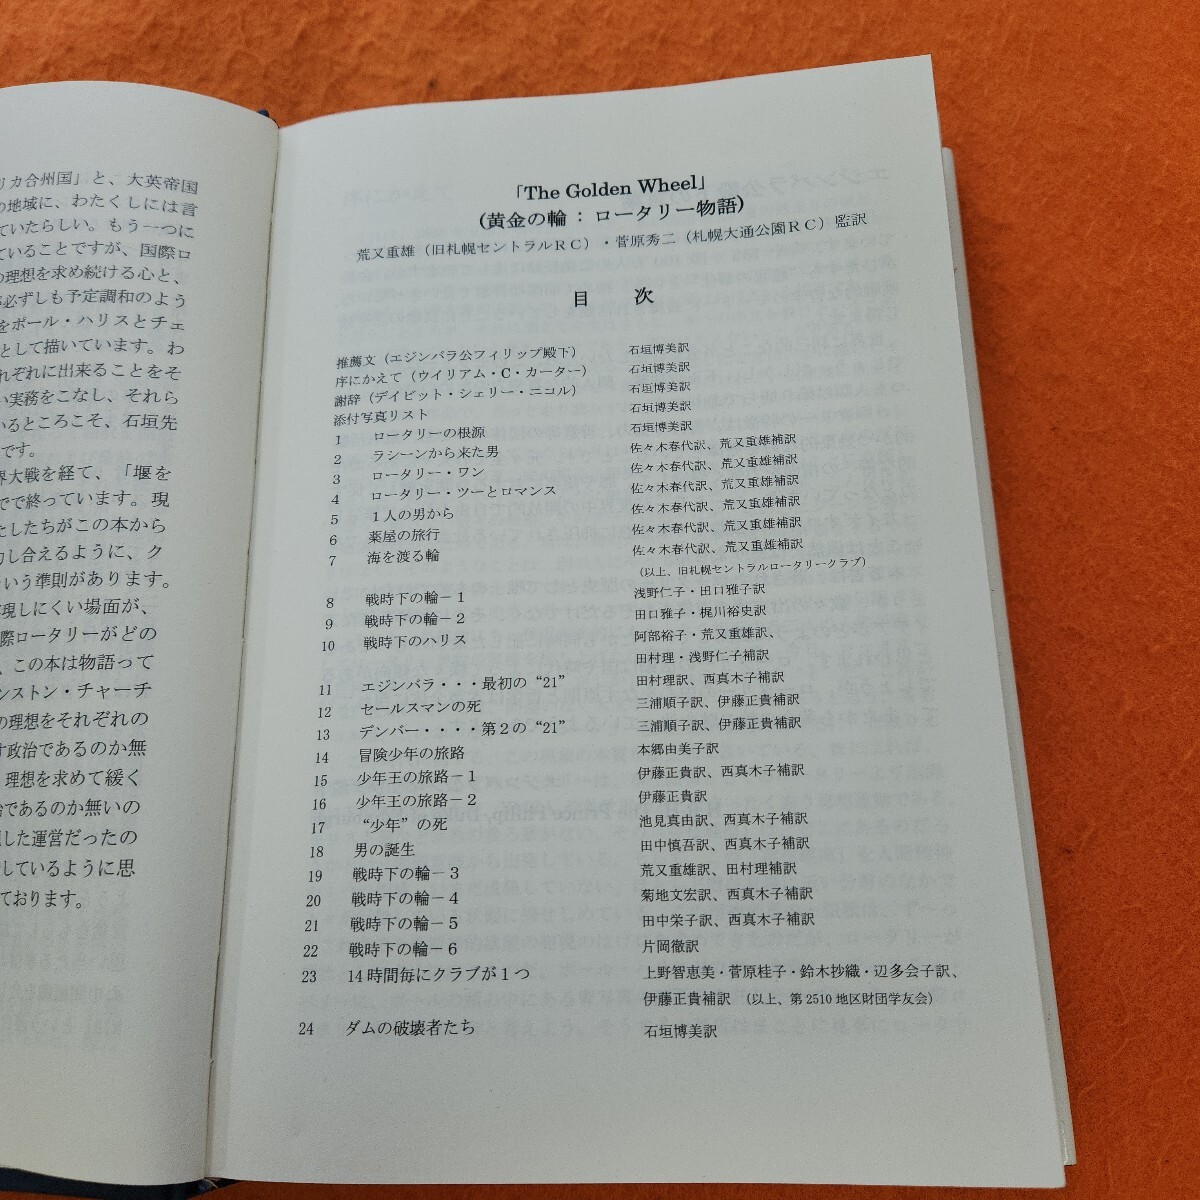 リカ合州国」と、大英帝国
の地域に、わたくしには言
ていたらしい。もう一つに
ていることですが、国際ロ
の理想を求め続ける心と、
必ずしも予定調和のよう
をポール・ハリスとチェ
として描いています。わ
れぞれに出来ることをそ
い実務をこなし、それら
いるところこそ、石垣先
です。
界大戦を経て、「堰を
でで終っています。現
たしたちがこの本から
し合えるように、ク
いう準則があります。
現しにくい場面が、
際ロータリーがどの
、この本は物語って
ンストン・チャーチ
の理想をそれぞれの
す政治であるのか無
理想を求めて緩く
であるのか無いの
した運営だったの
しているように思
ております。
「The Golden Wheel」
(黄金の輪：ロータリー物語)
荒又重雄（旧札幌セントラルＲＣ）・菅原秀二（札幌大通公園ＲＣ）監訳
目　次
推薦文（エジンバラ公フィリップ殿下）　石垣博美訳
序にかえて（ウイリアム・C・カーター）　石垣博美訳
謝辞（デイビット・シェリー・ニコル）　石垣博美訳
添付写真リスト　石垣博美訳
1　ロータリーの根源　石垣博美訳
2　ラシーンから来た男　佐々木春代訳、荒又重雄補訳
3　ロータリー・ワン　佐々木春代訳、荒又重雄補訳
4　ロータリー・ツーとロマンス　佐々木春代訳、荒又重雄補訳
5　１人の男から　佐々木春代訳、荒又重雄補訳
6　薬屋の旅行　佐々木春代訳、荒又重雄補訳
7　海を渡る輪　佐々木春代訳、荒又重雄補訳
（以上、旧札幌セントラルロータリークラブ）
8　戦時下の輪－１　浅野仁子・田口雅子訳
9　戦時下の輪－２　田口雅子・梶川裕史訳
10　戦時下のハリス　阿部裕子・荒又重雄訳、
田村理・浅野仁子補訳
11　エジンバラ・・・最初の“21”　田村理訳、西真木子補訳
12　セールスマンの死　三浦順子訳、伊藤正貴補訳
13　デンバー・・・・第２の“21”　三浦順子訳、伊藤正貴補訳
14　冒険少年の旅路　本郷由美子訳
15　少年王の旅路－１　伊藤正貴訳、西真木子補訳
16　少年王の旅路－２　伊藤正貴訳
17　“少年”の死　池見真由訳、西真木子補訳
18　男の誕生　田中慎吾訳、西真木子補訳
19　戦時下の輪－３　荒又重雄訳、田村理補訳
20　戦時下の輪－４　菊地文宏訳、西真木子補訳
21　戦時下の輪－５　田中栄子訳、西真木子補訳
22　戦時下の輪－６　片岡徹訳
23　14時間毎にクラブが１つ　上野智恵美・菅原桂子・鈴木抄織・辺多会子訳、
伊藤正貴補訳　（以上、第2510地区財団学友会）
24　ダムの破壊者たち　石垣博美訳